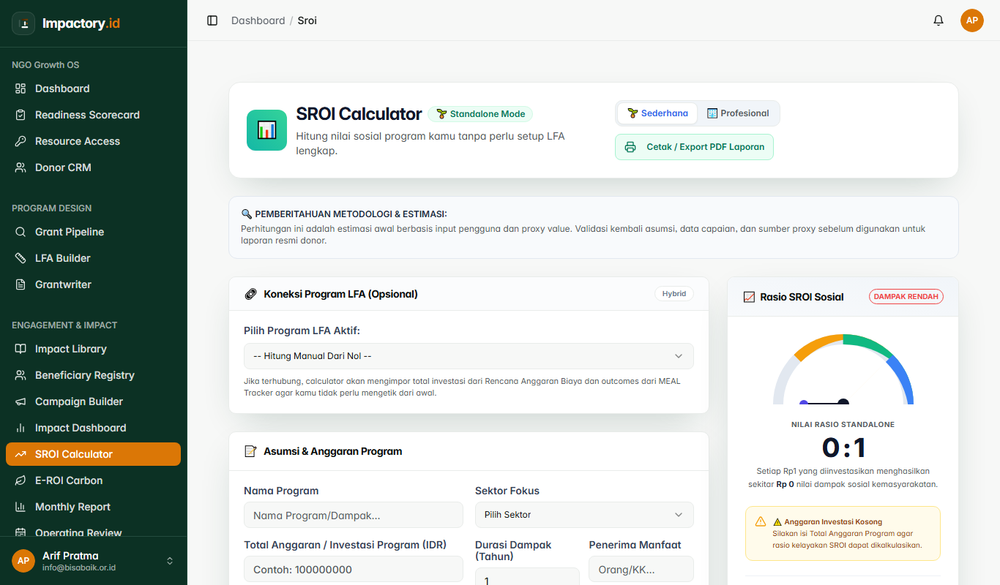 Impactory.id
NGO Growth OS
Dashboard
Readiness Scorecard
Resource Access
Donor CRM
PROGRAM DESIGN
Grant Pipeline
LFA Builder
Grantwriter
ENGAGEMENT & IMPACT
Impact Library
Beneficiary Registry
Campaign Builder
Impact Dashboard
SROI Calculator
E-ROI Carbon
Monthly Report
Operating Review
AP
Arif Pratma
info@bisabaik.or.id
Dashboard / Sroi
AP
SROI Calculator
Standalone Mode
Hitung nilai sosial program kamu tanpa perlu setup LFA
lengkap.
Sederhana
Profesional
Cetak / Export PDF Laporan
PEMBERITAHUAN METODOLOGI & ESTIMASI:
Perhitungan ini adalah estimasi awal berbasis input pengguna dan proxy value. Validasi kembali asumsi, data capaian, dan sumber proxy sebelum digunakan untuk
laporan resmi donor.
Koneksi Program LFA (Opsional)
Hybrid
Pilih Program LFA Aktif:
-- Hitung Manual Dari Nol --
Jika terhubung, calculator akan mengimpor total investasi dari Rencana Anggaran Biaya dan outcomes dari MEAL
Tracker agar kamu tidak perlu mengetik dari awal.
Asumsi & Anggaran Program
Nama Program
Nama Program/Dampak...
Sektor Fokus
Pilih Sektor
Total Anggaran / Investasi Program (IDR)
Contoh: 100000000
Durasi Dampak
(Tahun)
1
Penerima Manfaat
Orang/KK...
Rasio SROI Sosial
DAMPAK RENDAH
NILAI RASIO STANDALONE
0:1
Setiap Rp1 yang diinvestasikan menghasilkan
sekitar Rp 0 nilai dampak sosial kemasyarakatan.
Anggaran Investasi Kosong
Silakan isi Total Anggaran Program agar
rasio kelayakan SROI dapat dikalkulasikan.